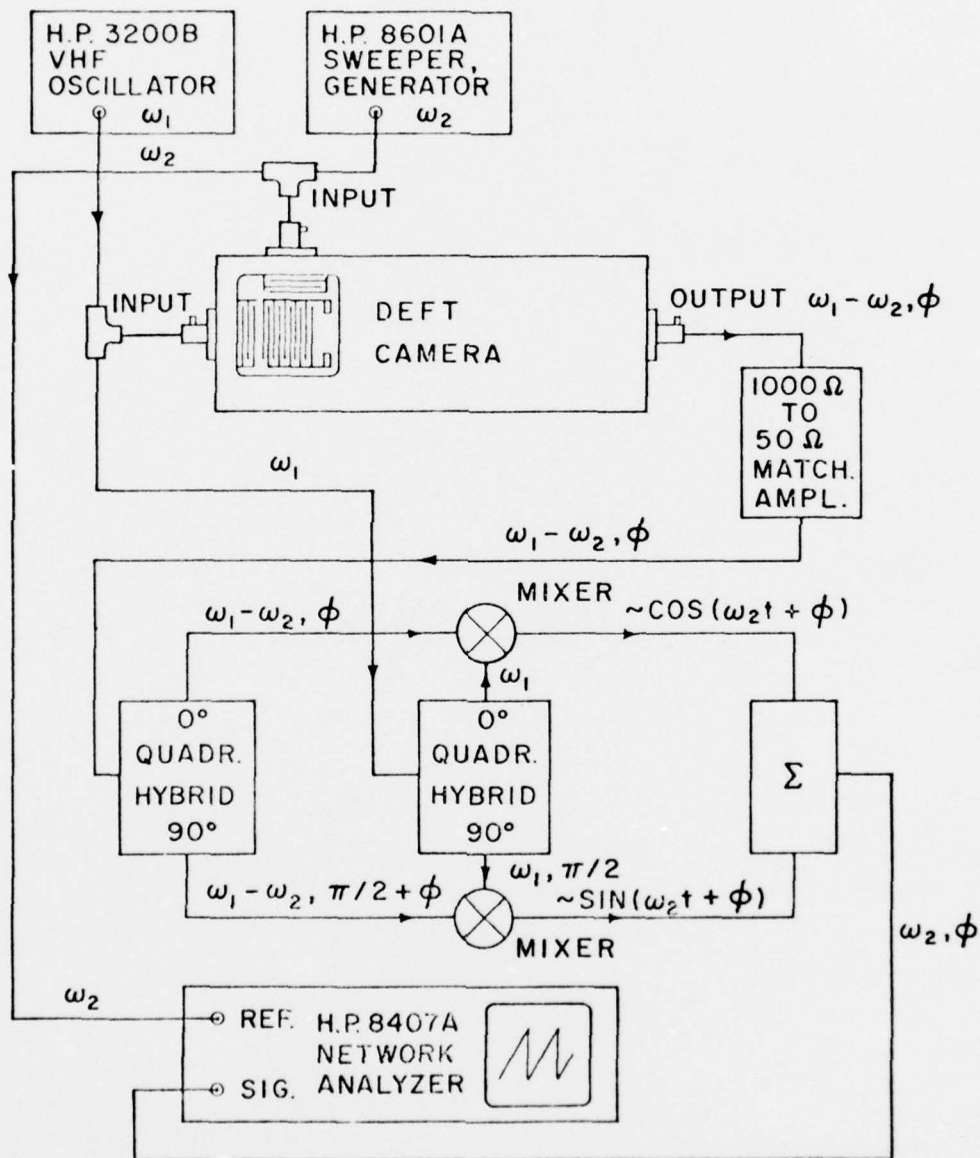 H.P. 3200B
VHF
OSCILLATOR
ω₁
H.P. 8601A
SWEEPER,
GENERATOR
ω₂
ω₂
INPUT
INPUT
DEFT
CAMERA
OUTPUT ω₁-ω₂,ϕ
1000Ω
TO
50Ω
MATCH.
AMPL.
ω₁
ω₁-ω₂,ϕ
MIXER
ω₁-ω₂,ϕ
~COS(ω₂t+ϕ)
ω₁
0°
QUADR.
HYBRID
90°
0°
QUADR.
HYBRID
90°
Σ
ω₁,π/2
ω₁-ω₂, π/2+ϕ
~SIN(ω₂t+ϕ)
MIXER
ω₂,ϕ
ω₂
REF.
SIG.
H.P. 8407A
NETWORK
ANALYZER